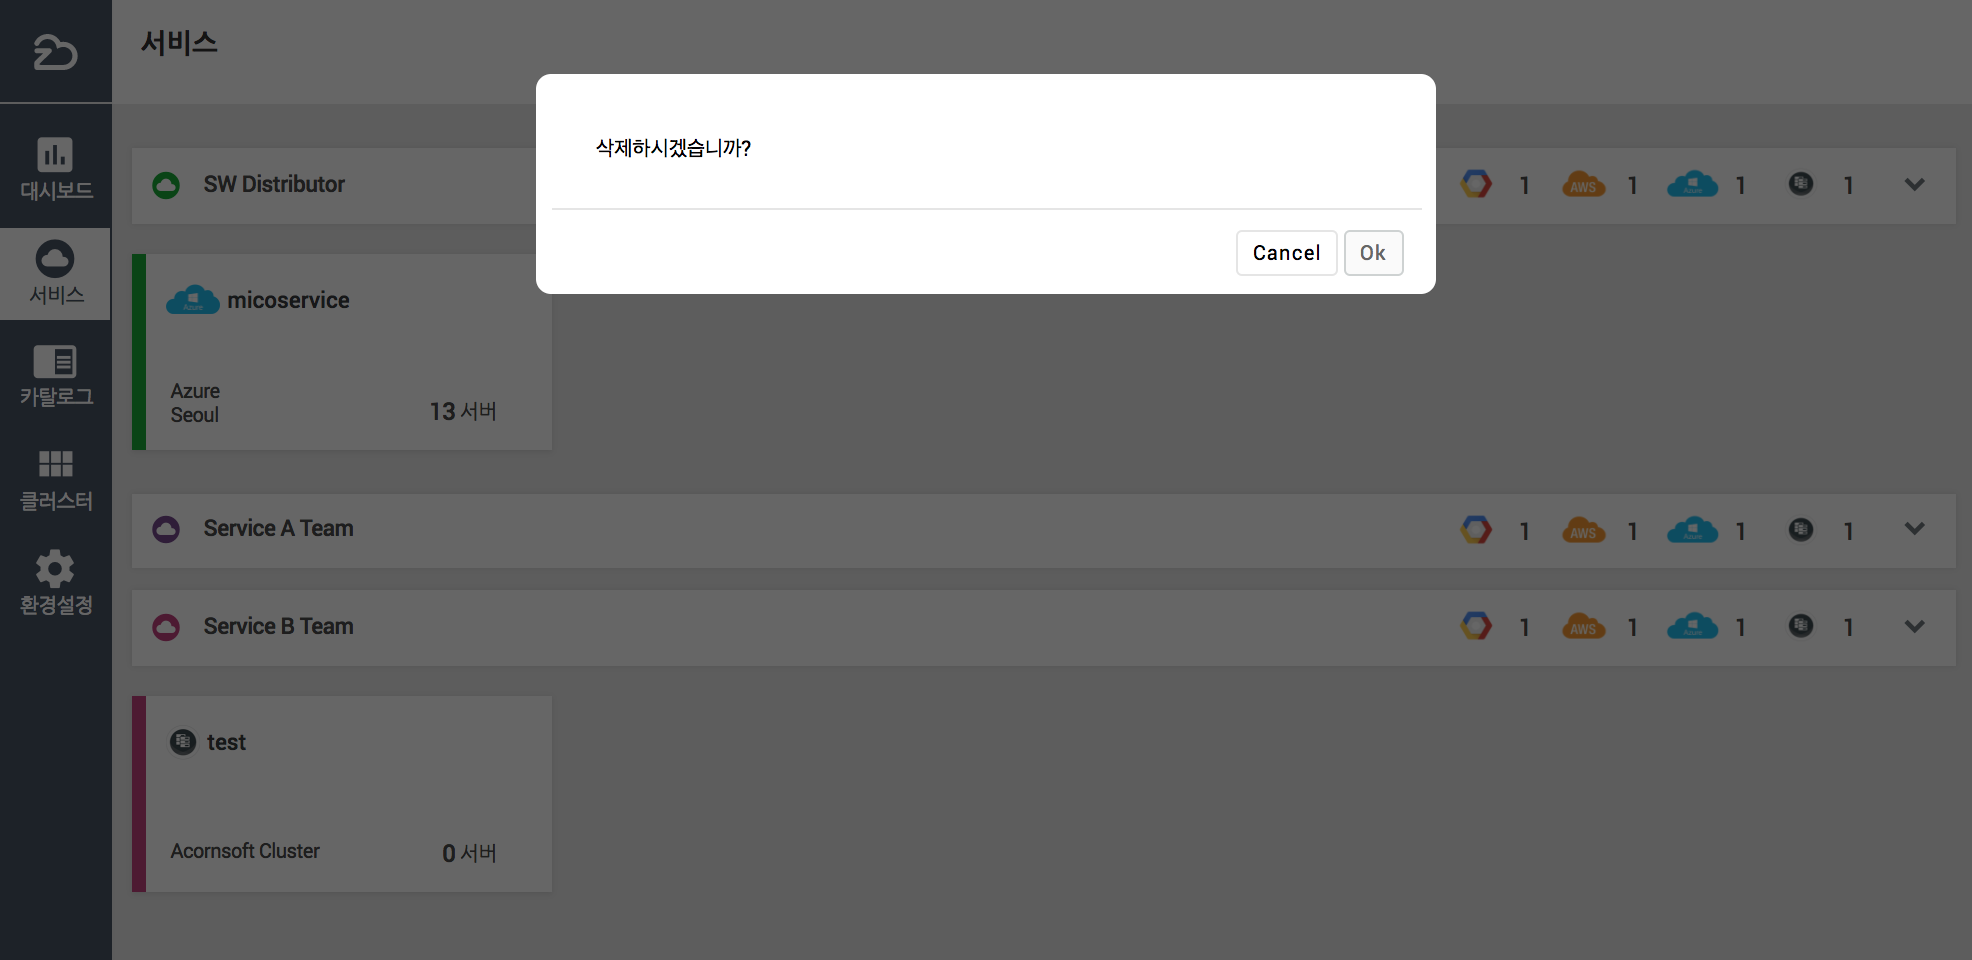 서비스
삭제하시겠습니까?
Cancel
Ok
대시보드
서비스
카탈로그
클러스터
환경설정
SW Distributor
1 AWS 1 Azure 1 1
Azure micoservice
Azure
Seoul
13 서버
Service A Team
1 AWS 1 Azure 1 1
Service B Team
1 AWS 1 Azure 1 1
test
Acornsoft Cluster
0 서버